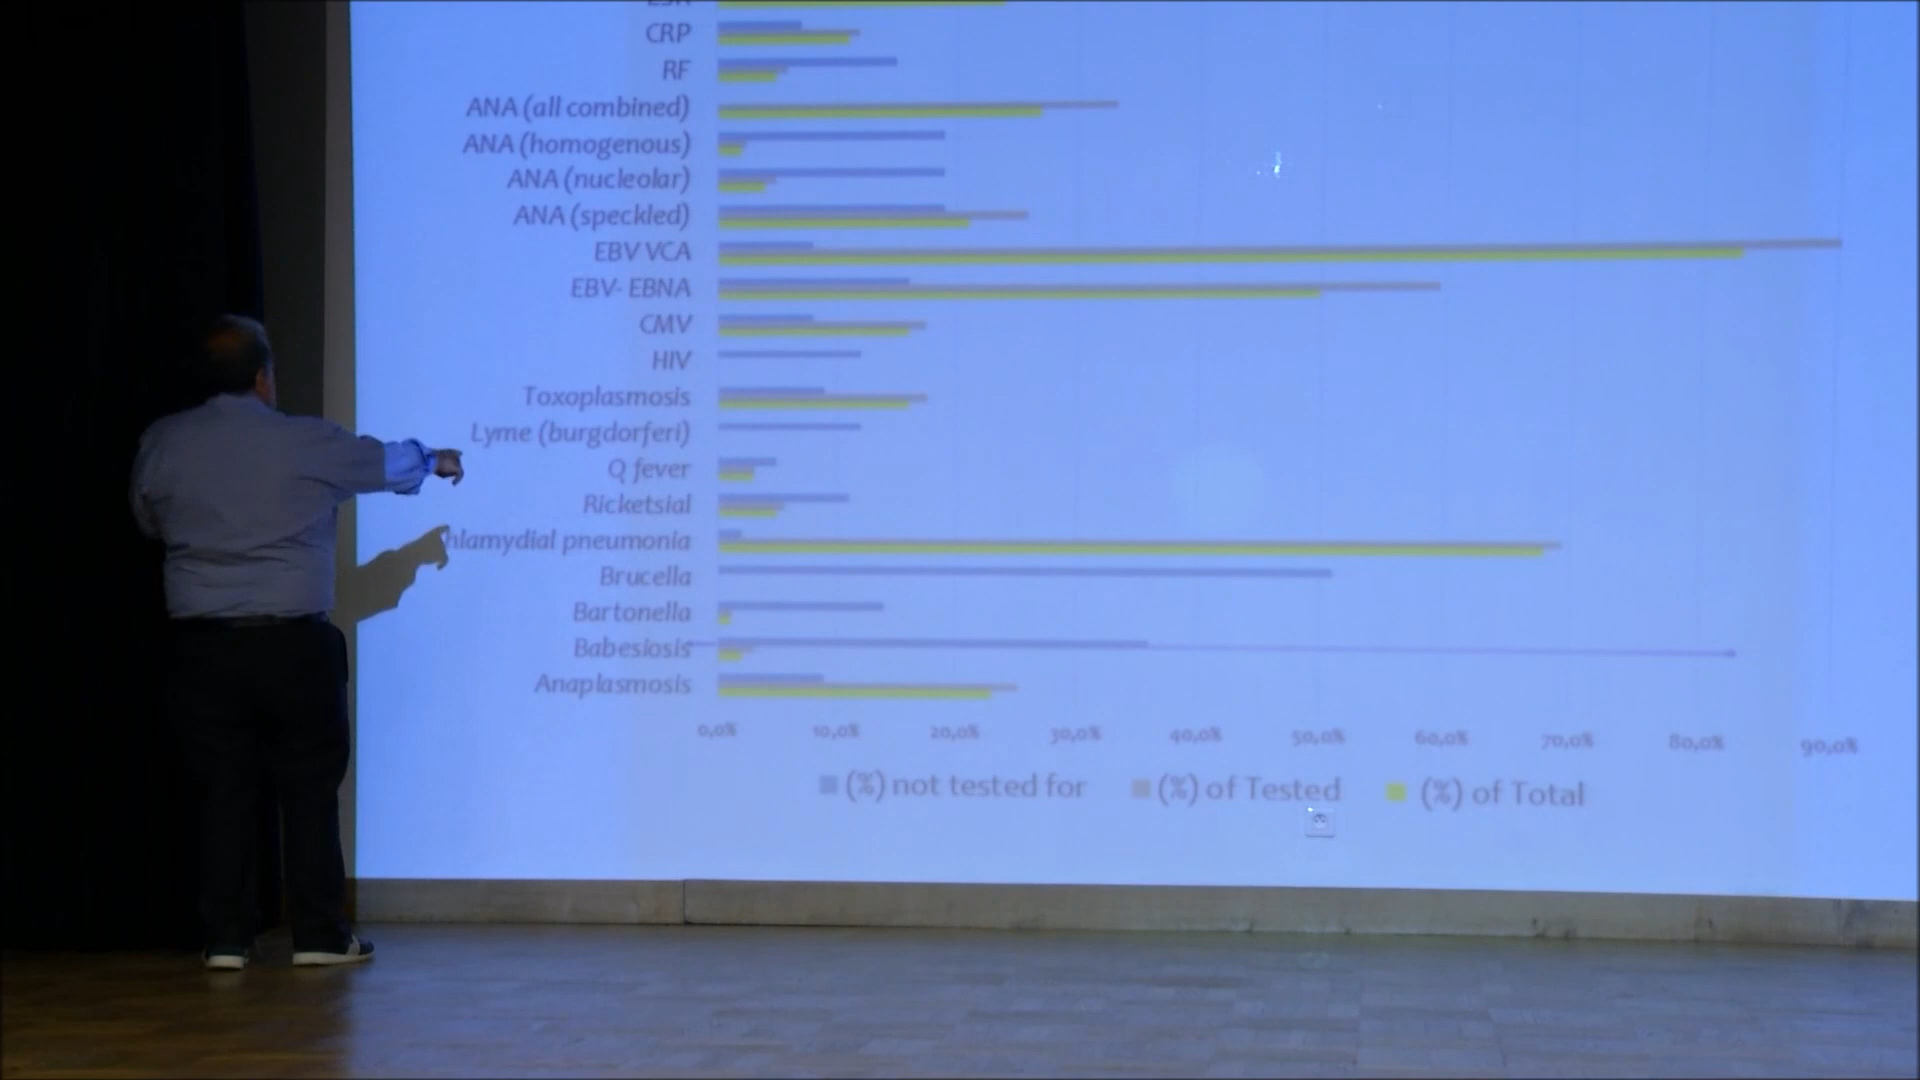 ESR
CRP
RF
ANA (all combined)
ANA (homogenous)
ANA (nucleolar)
ANA (speckled)
EBV VCA
EBV- EBNA
CMV
HIV
Toxoplasmosis
Lyme (burgdorferi)
Q fever
Ricketsial
hlamydial pneumonia
Brucella
Bartonella
Babesiosis
Anaplasmosis
0,0% 10,0% 20,0% 30,0% 40,0% 50,0% 60,0% 70,0% 80,0% 90,0%
(%) not tested for (%) of Tested (%) of Total